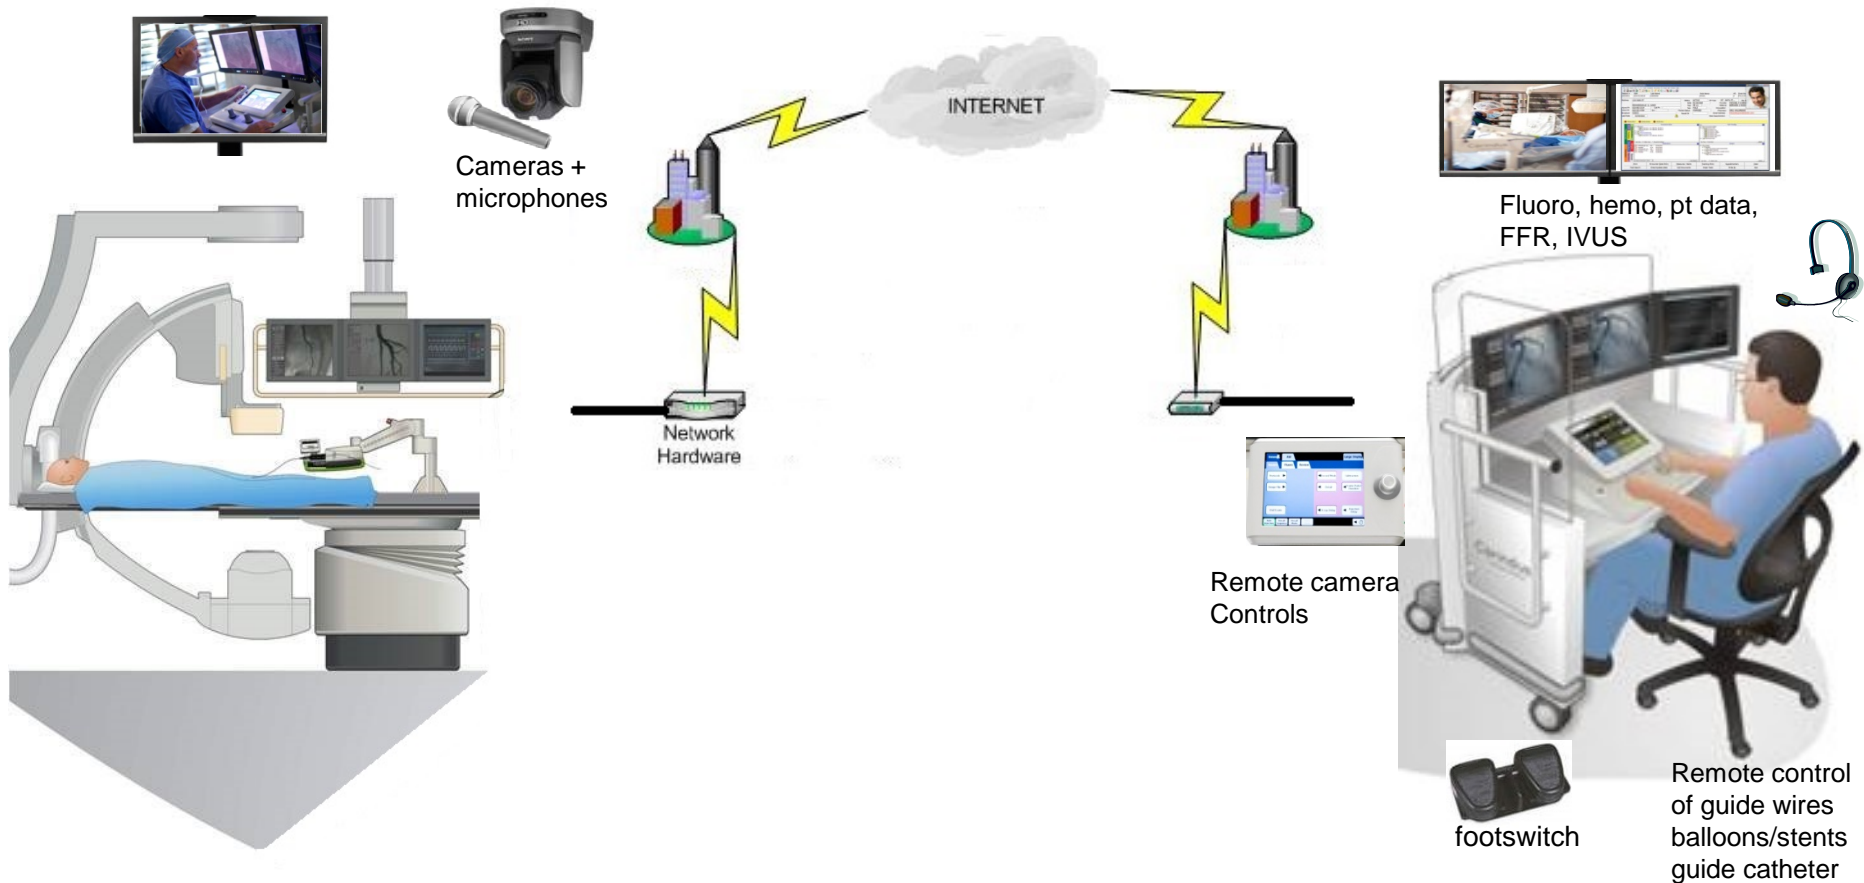 Cameras +
microphones
INTERNET
Fluoro, hemo, pt data,
FFR, IVUS
Network
Hardware
Remote camera
Controls
footswitch
Remote control
of guide wires
balloons/stents
guide catheter